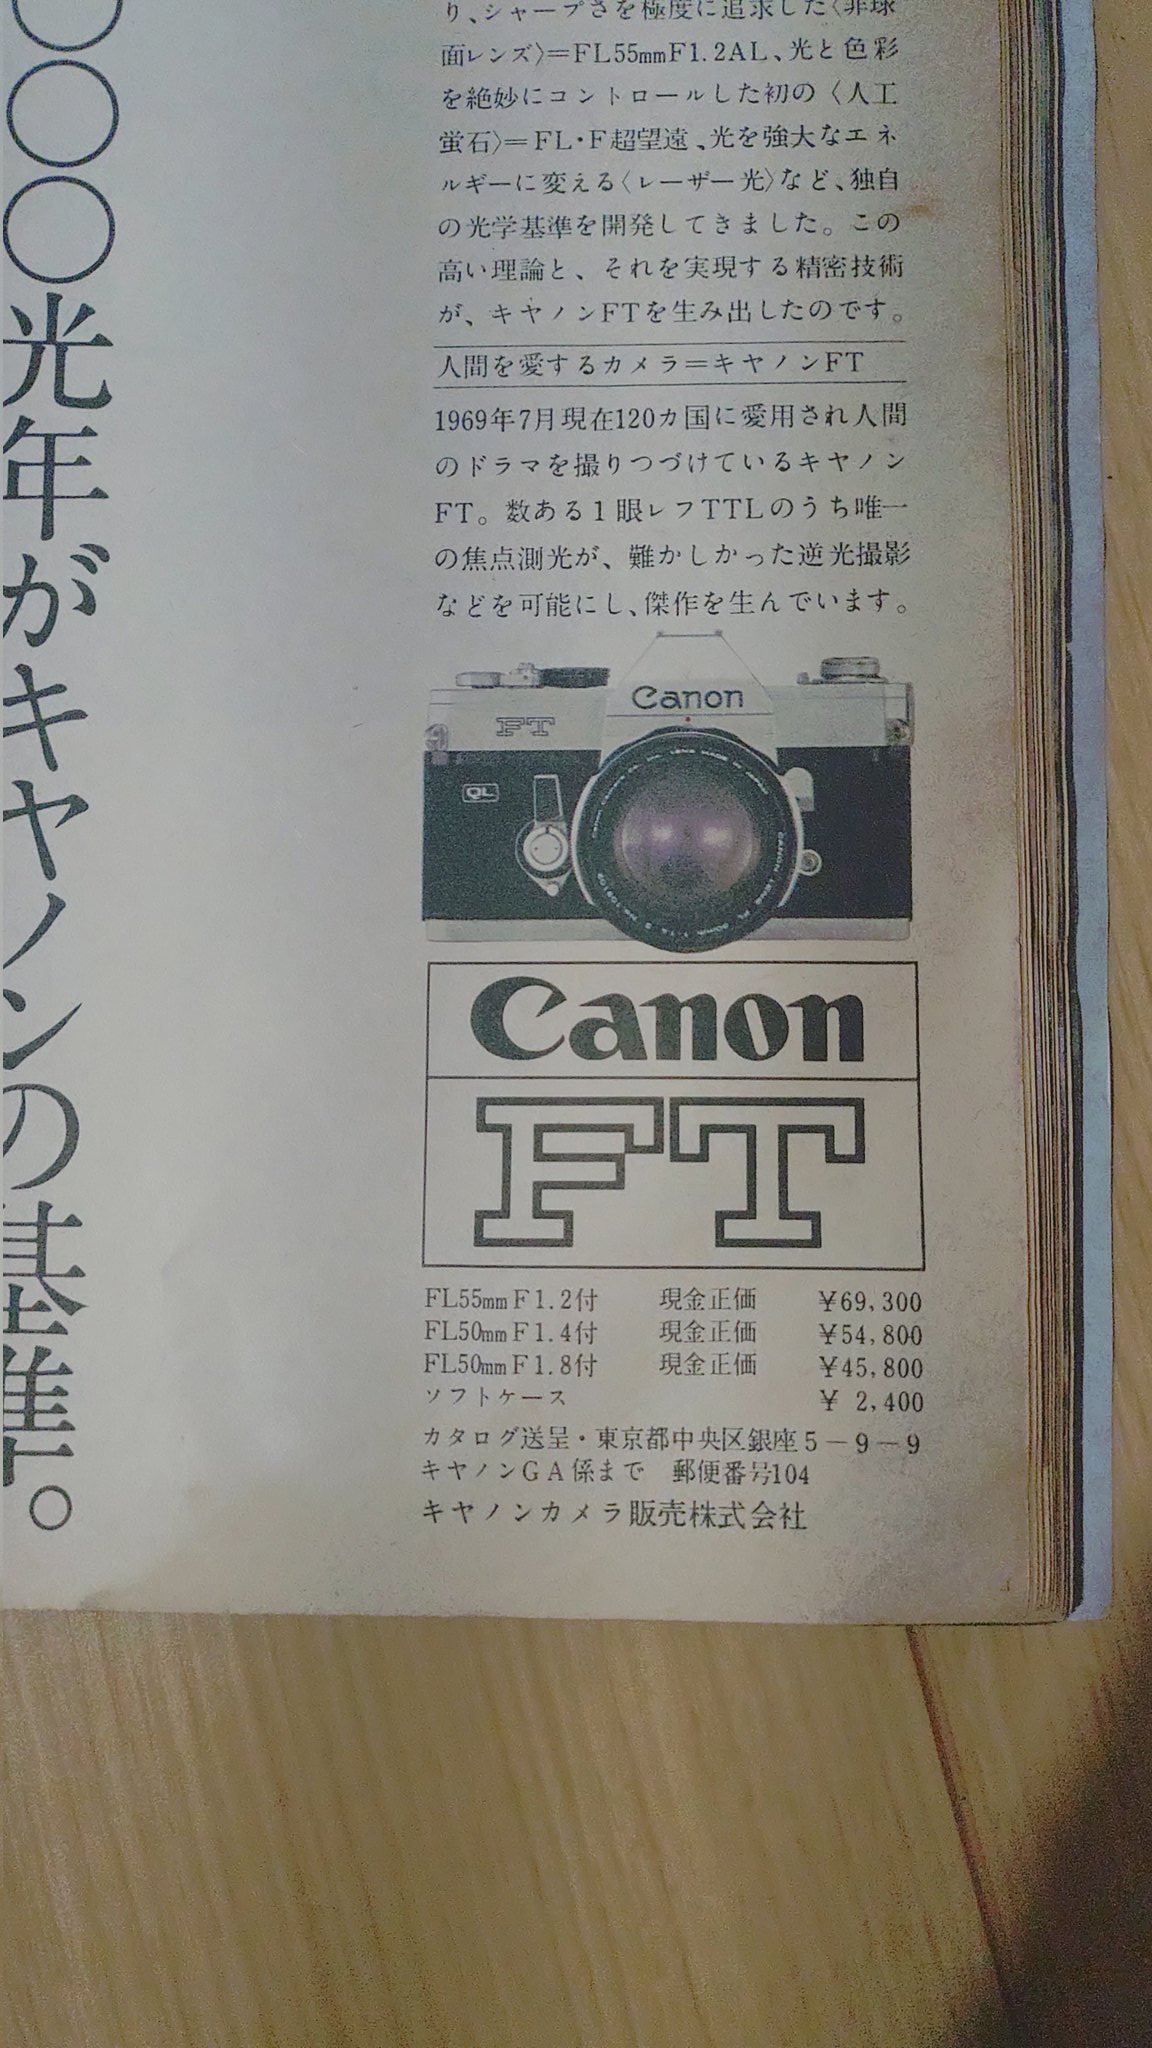 り、シャープさを極度に追求した〈非球
面レンズ〉＝FL55mmF1.2AL、光と色彩
を絶妙にコントロールした初の〈人工
蛍石〉＝FL・F超望遠、光を強大なエネ
ルギーに変える〈レーザー光〉など、独自
の光学基準を開発してきました。この
高い理論と、それを実現する精密技術
が、キヤノンFTを生み出したのです。
人間を愛するカメラ＝キヤノンFT
1969年7月現在120カ国に愛用され人間
のドラマを撮りつづけているキヤノン
FT。数ある1眼レフTTLのうち唯一
の焦点測光が、難かしかった逆光撮影
などを可能にし、傑作を生んでいます。
〇〇〇光年がキヤノンの基準。
Canon
FT
QL
Canon
FT
FL55mm F1.2付 現金正価 ¥69,300
FL50mm F1.4付 現金正価 ¥54,800
FL50mm F1.8付 現金正価 ¥45,800
ソフトケース ¥ 2,400
カタログ送呈・東京都中央区銀座5－9－9
キヤノンGA係まで 郵便番号104
キヤノンカメラ販売株式会社